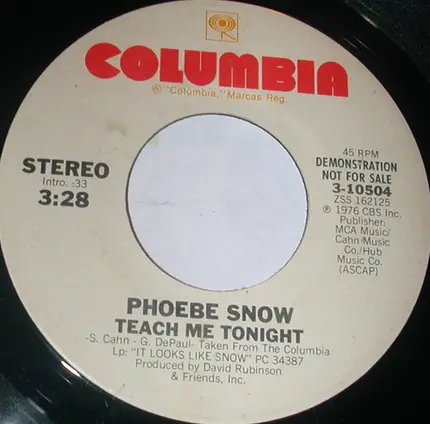 COLUMBIA
® "Columbia," Marcas Reg.
STEREO
Intro. :33
3:28
45 RPM
DEMONSTRATION
NOT FOR SALE
3-10504
ZSS 162125
℗ 1976 CBS Inc.
Publisher:
MCA Music/
Cahn Music
Co./Hub
Music Co.
(ASCAP)
PHOEBE SNOW
TEACH ME TONIGHT
-S. Cahn - G. DePaul- Taken From The Columbia
Lp: "IT LOOKS LIKE SNOW" PC 34387
Produced by David Rubinson
& Friends, Inc.